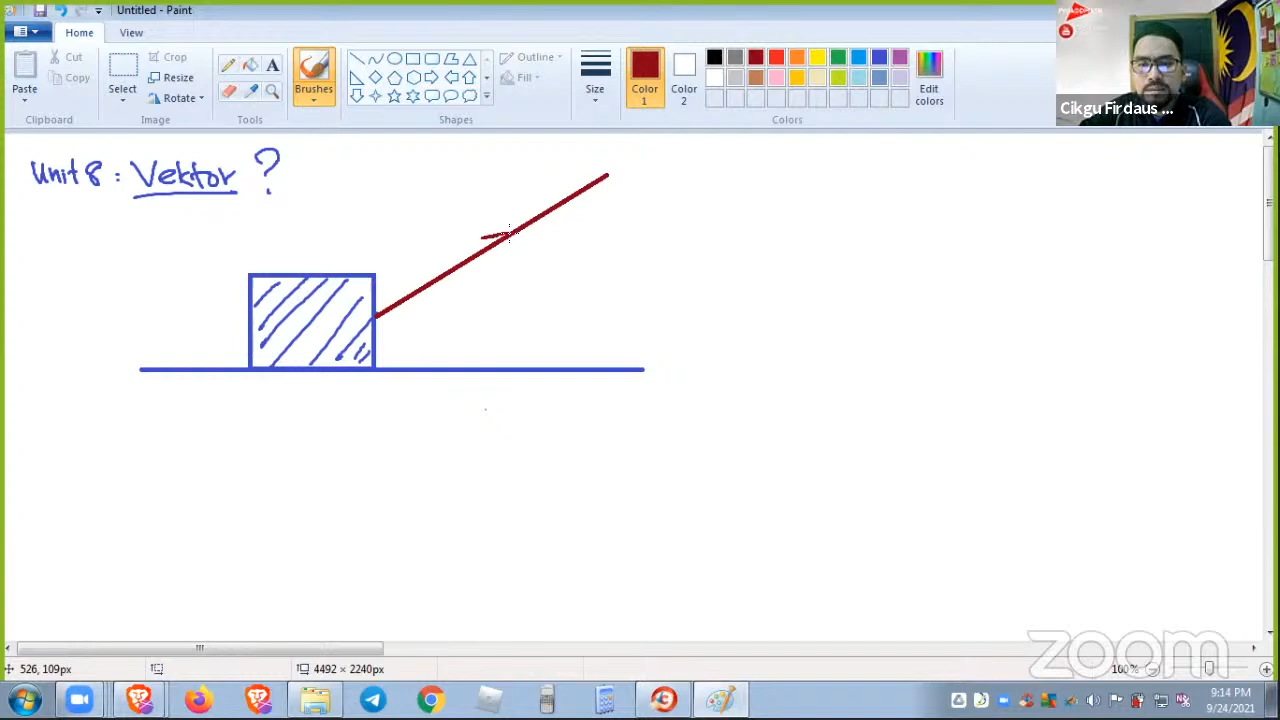 Untitled - Paint
Home
View
Paste
Cut
Copy
Clipboard
Select
Crop
Resize
Rotate
Image
Tools
Brushes
Shapes
Outline
Fill
Size
Color 1
Color 2
Colors
Edit colors
Cikgu Firdaus ...
Unit 8 : Vektor ?
526, 109px
4492 × 2240px
100%
zoom
9:14 PM
9/24/2021